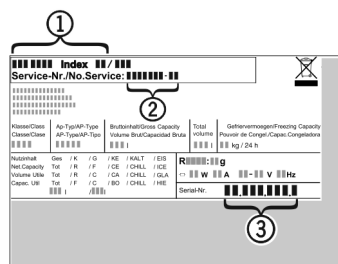 1
Index /
Service-Nr./No.Service: -
2
Klasse/Class Ap-Typ/AP-Type Bruttoinhalt/Gross Capacity Total Gefriervermoegen/Freezing Capacity
Classe/Clase AP-Type/AP-Tipo Volume Brut/Capacidad Bruta volume Pouvoir de Congel./Capac.Congeladora
l l kg / 24 h
Nutzinhalt Ges / K / G / KE / KALT / EIS
Net.Capacity Tot / R / F / CE / CHILL / ICE
Volume Utile Tot / R / C / CA / CHILL / GLA
Capac. Util Tot / F / C / BO / CHILL / HIE
l / l
R : g
W A - V Hz
Serial-Nr. . . .
3